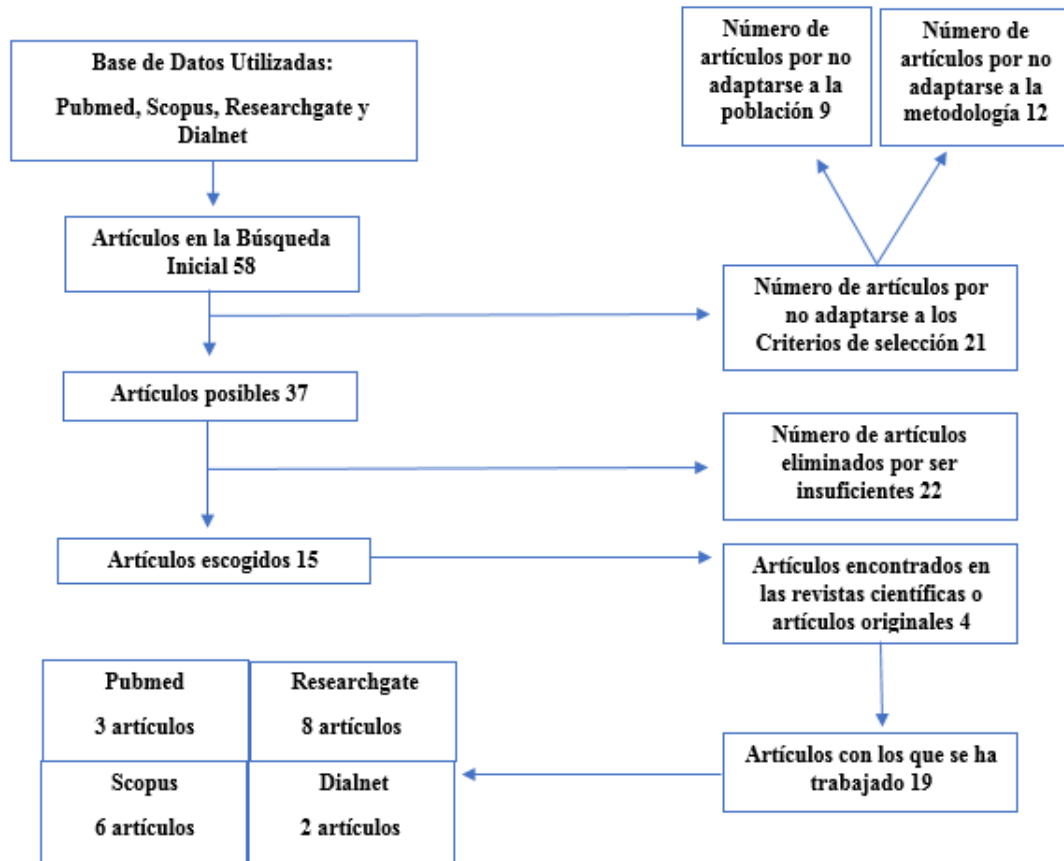 Base de Datos Utilizadas:
Pubmed, Scopus, Researchgate y
Dialnet
Número de
artículos por no
adaptarse a la
población 9
Número de
artículos por no
adaptarse a la
metodología 12
Artículos en la Búsqueda
Inicial 58
Número de artículos por
no adaptarse a los
Criterios de selección 21
Artículos posibles 37
Número de artículos
eliminados por ser
insuficientes 22
Artículos escogidos 15
Artículos encontrados en
las revistas científicas o
artículos originales 4
Pubmed
3 artículos
Researchgate
8 artículos
Scopus
6 artículos
Dialnet
2 artículos
Artículos con los que se ha
trabajado 19